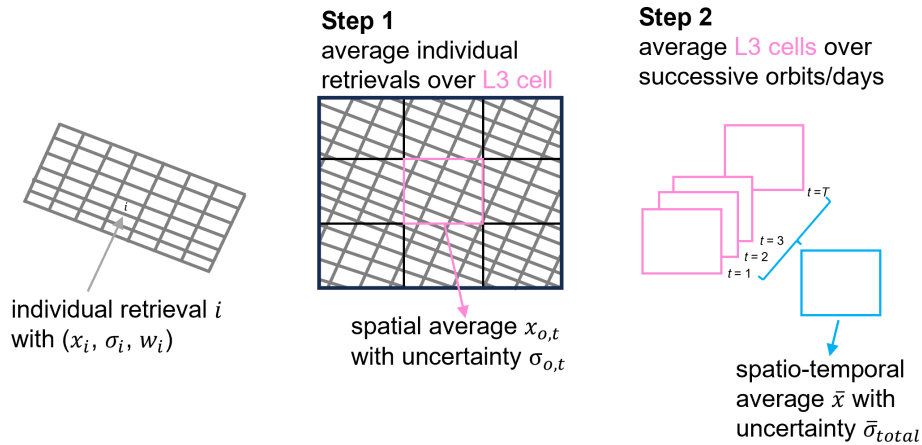 Step 1
average individual
retrievals over L3 cell
Step 2
average L3 cells over
successive orbits/days
i
individual retrieval i
with (xᵢ, σᵢ, wᵢ)
spatial average xₒ,ₜ
with uncertainty σₒ,ₜ
t =T
t = 3
t = 2
t = 1
spatio-temporal
average x̄ with
uncertainty σ̄_total